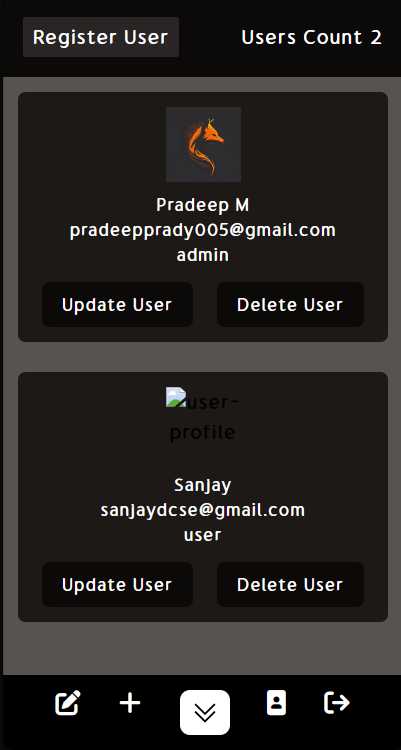 Register User
Users Count 2
Pradeep M
pradeepprady005@gmail.com
admin
Update User
Delete User
user-
profile
Sanjay
sanjaydcse@gmail.com
user
Update User
Delete User